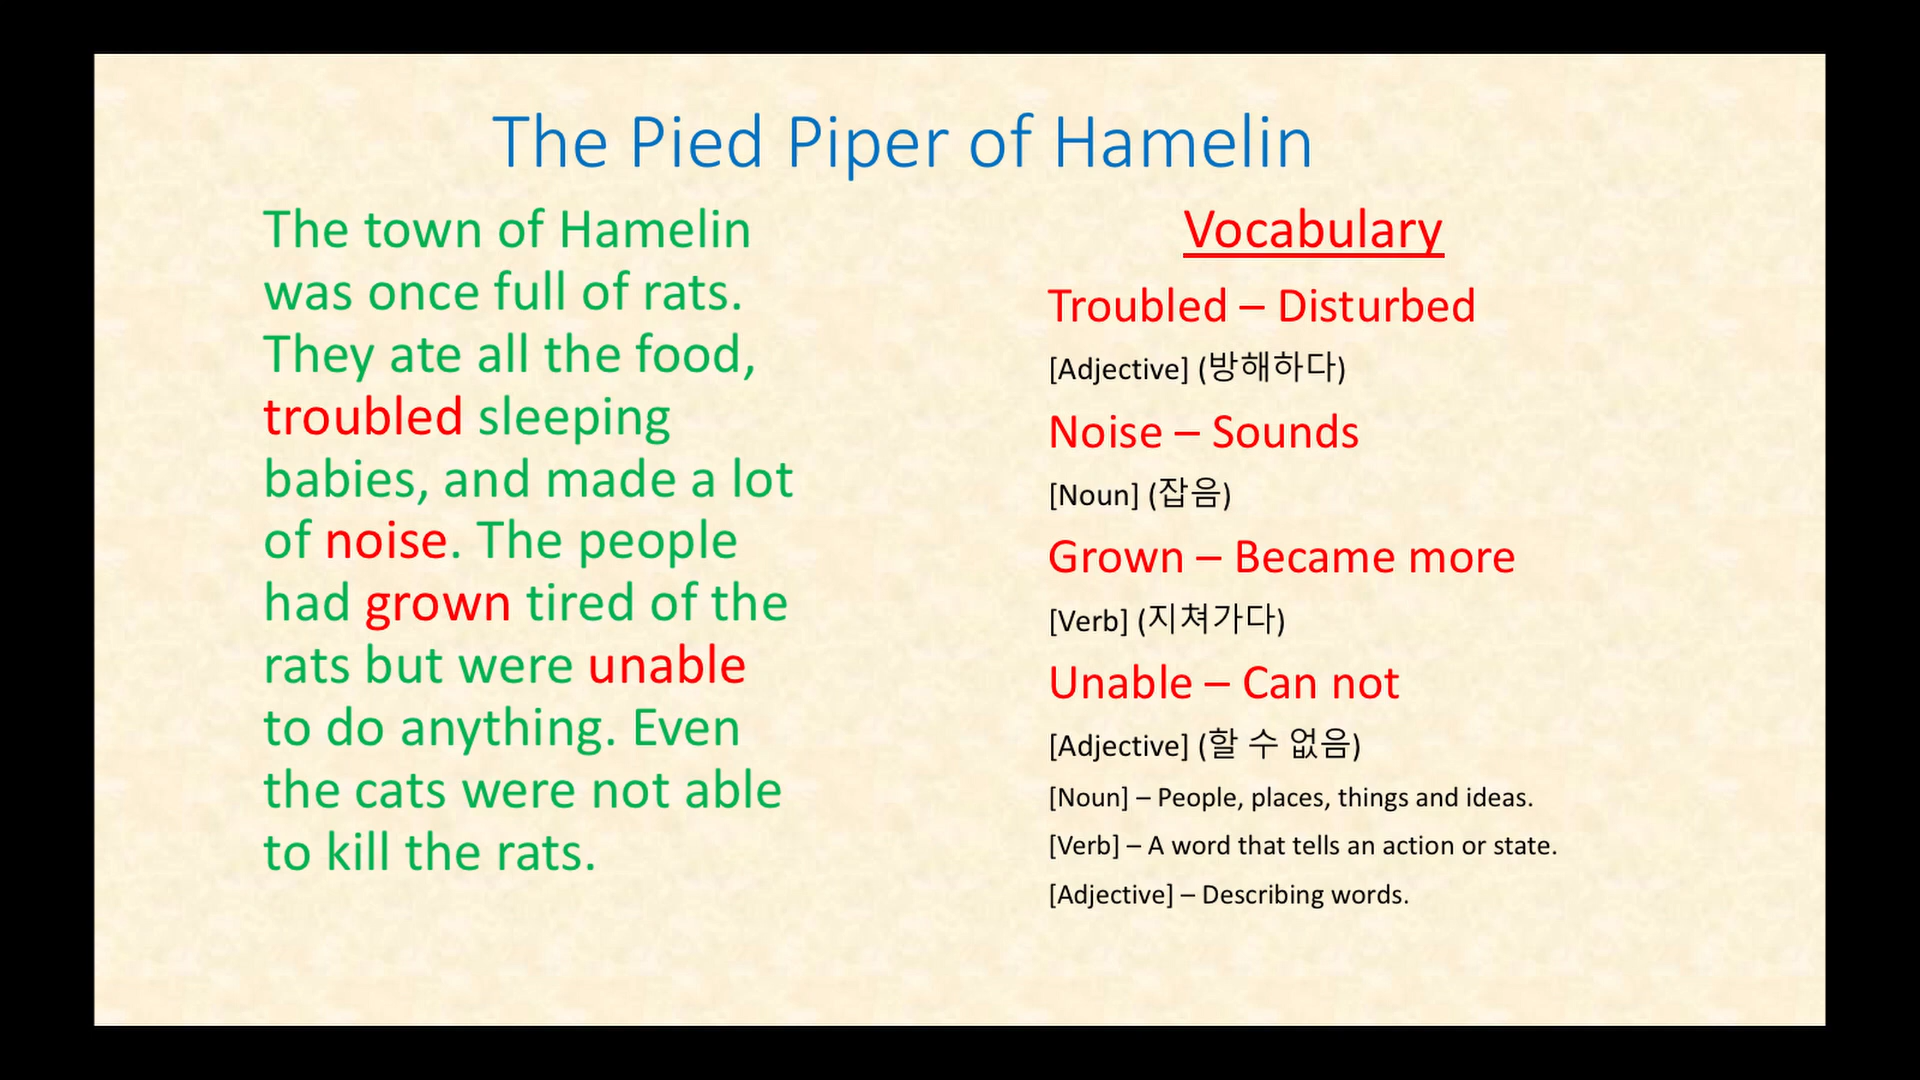 The Pied Piper of Hamelin
The town of Hamelin
was once full of rats.
They ate all the food,
troubled sleeping
babies, and made a lot
of noise. The people
had grown tired of the
rats but were unable
to do anything. Even
the cats were not able
to kill the rats.
Vocabulary
Troubled – Disturbed
[Adjective] (방해하다)
Noise – Sounds
[Noun] (잡음)
Grown – Became more
[Verb] (지쳐가다)
Unable – Can not
[Adjective] (할 수 없음)
[Noun] – People, places, things and ideas.
[Verb] – A word that tells an action or state.
[Adjective] – Describing words.